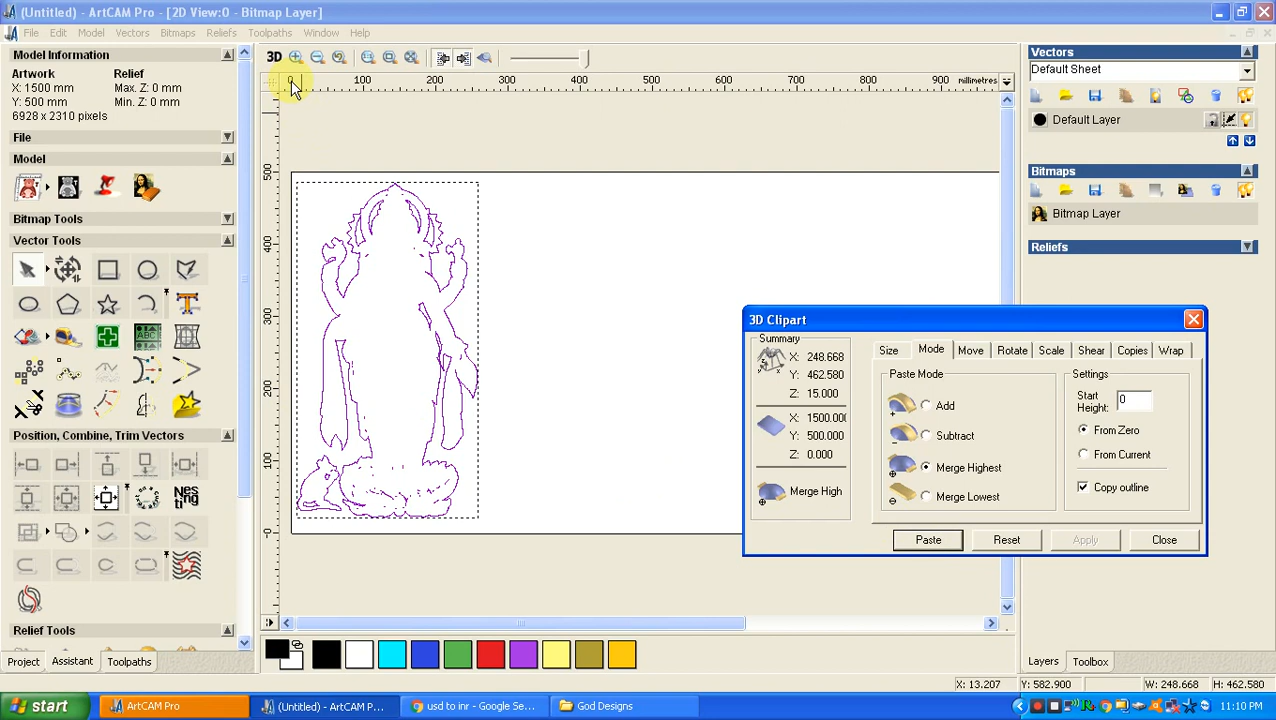 (Untitled) - ArtCAM Pro - [2D View:0 - Bitmap Layer]
File Edit Model Vectors Bitmaps Reliefs Toolpaths Window Help
Model Information
Artwork Relief
X: 1500 mm Max. Z: 0 mm
Y: 500 mm Min. Z: 0 mm
6928 x 2310 pixels
File
Model
Bitmap Tools
Vector Tools
Position, Combine, Trim Vectors
Relief Tools
Project Assistant Toolpaths
3D
0 100 200 300 400 500 600 700 800 900 millimetres
500
400
300
200
100
-0
3D Clipart
Summary
X: 248.668
Y: 462.580
Z: 15.000
X: 1500.000
Y: 500.000
Z: 0.000
Merge High
Size Mode Move Rotate Scale Shear Copies Wrap
Paste Mode
Add
Subtract
Merge Highest
Merge Lowest
Settings
Start Height: 0
From Zero
From Current
Copy outline
Paste Reset Apply Close
Vectors
Default Sheet
Default Layer
Bitmaps
Bitmap Layer
Reliefs
Layers Toolbox
X: 13.207 Y: 582.900 W: 248.668 H: 462.580
start
ArtCAM Pro
(Untitled) - ArtCAM P...
usd to inr - Google Se...
God Designs
11:10 PM